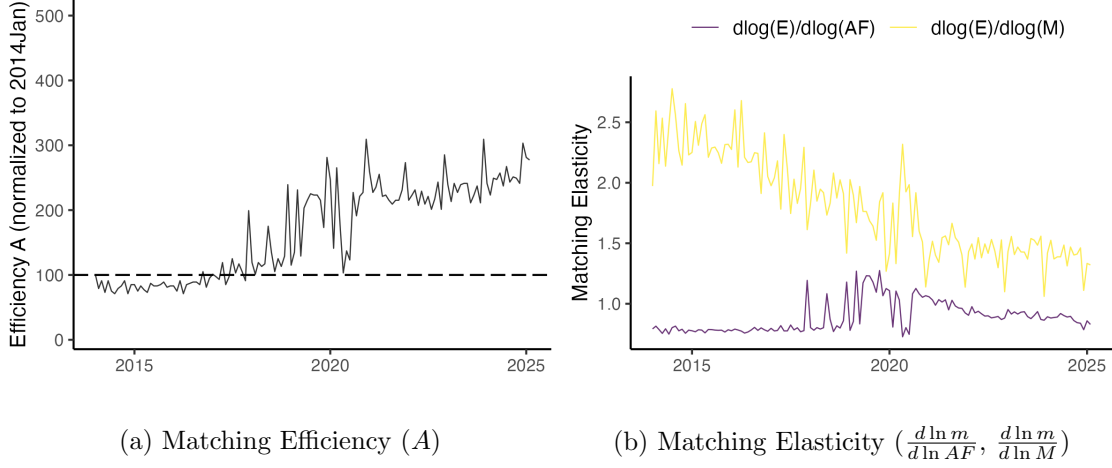 Efficiency A (normalized to 2014Jan)
500
400
300
200
100
0
2015
2020
2025
dlog(E)/dlog(AF)
dlog(E)/dlog(M)
Matching Elasticity
2.5
2.0
1.5
1.0
2015
2020
2025
(a) Matching Efficiency (A)
(b) Matching Elasticity (d ln m/d ln AF, d ln m/d ln M)